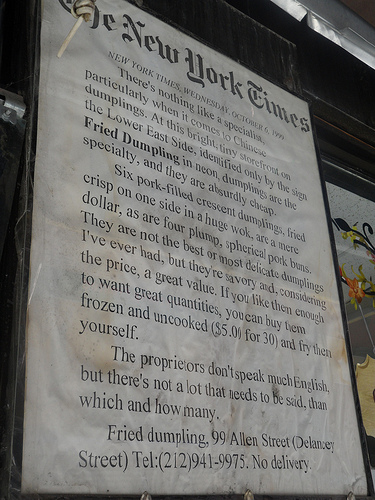 The New York Times
NEW YORK TIMES, WEDNESDAY, OCTOBER 6, 1999
There's nothing like a specialist,
particularly when it comes to Chinese
dumplings. At this bright, tiny storefront on
the Lower East Side, identified only by the sign
Fried Dumpling in neon, dumplings are the
specialty, and they are absurdly cheap.
Six pork-filled crescent dumplings, fried
crisp on one side in a huge wok, are a mere
dollar, as are four plump, spherical pork buns.
They are not the best or most delicate dumplings
I've ever had, but they're savory and, considering
the price, a great value. If you like them enough
to want great quantities, you can buy them
frozen and uncooked ($5.00 for 30) and fry them
yourself.
The proprietors don't speak much English,
but there's not a lot that needs to be said, than
which and how many.
Fried dumpling, 99 Allen Street (Delancey
Street) Tel:(212)941-9975. No delivery.